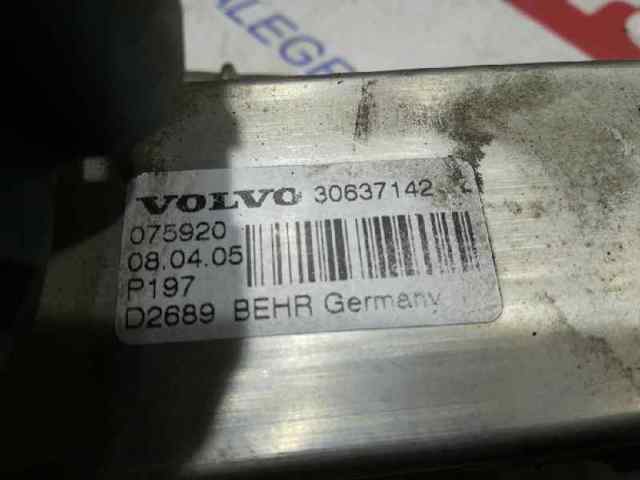 VOLVO 30637142
075920
08.04.05
P197
D2689 BEHR Germany